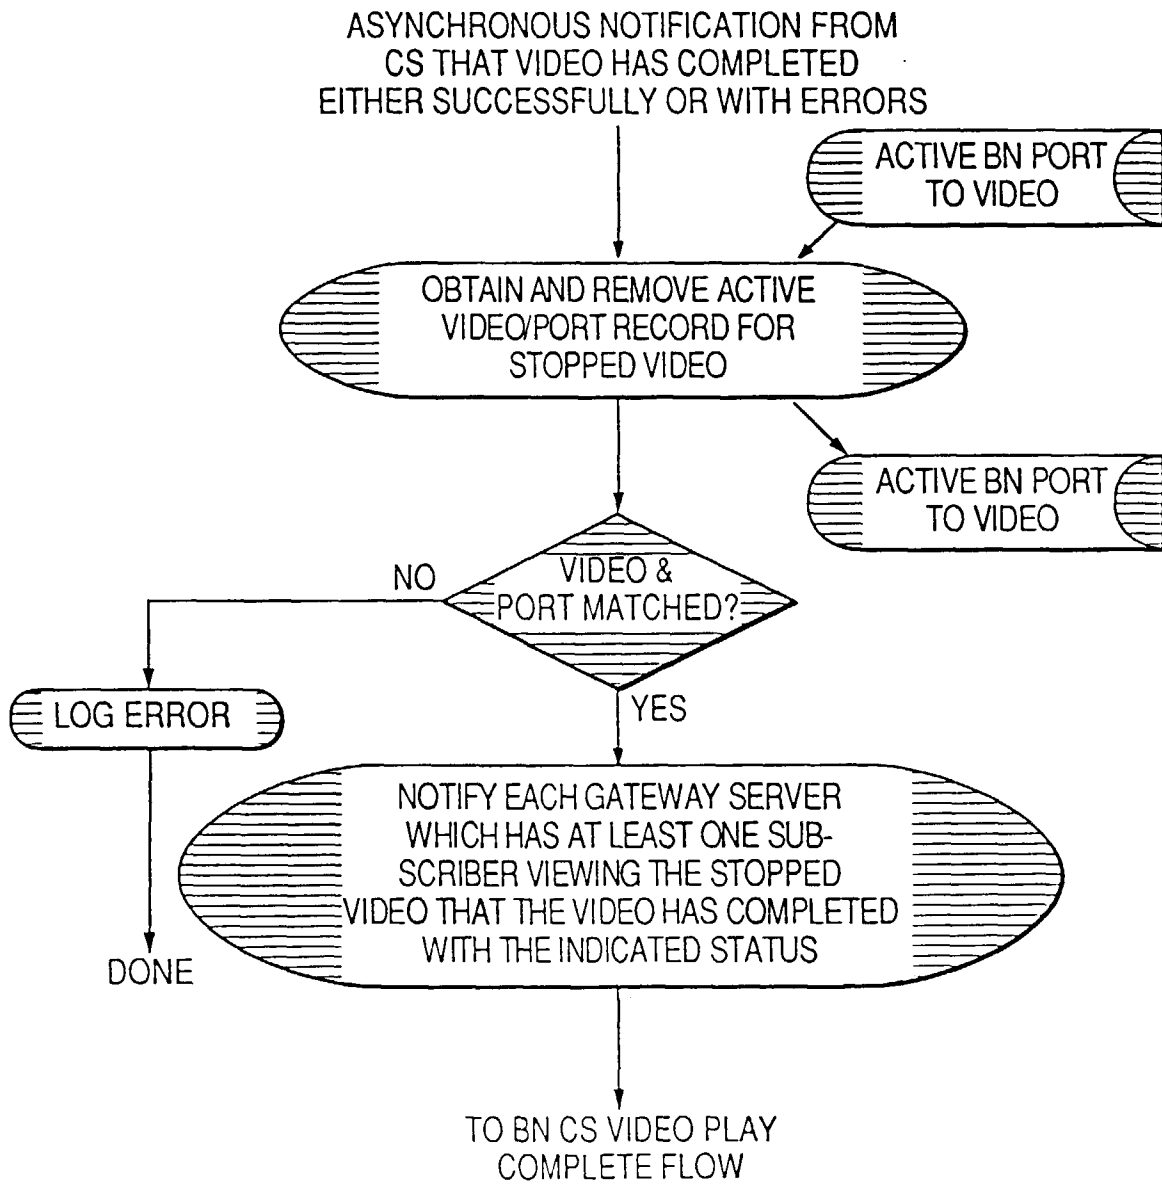 ASYNCHRONOUS NOTIFICATION FROM
CS THAT VIDEO HAS COMPLETED
EITHER SUCCESSFULLY OR WITH ERRORS
ACTIVE BN PORT
TO VIDEO
OBTAIN AND REMOVE ACTIVE
VIDEO/PORT RECORD FOR
STOPPED VIDEO
ACTIVE BN PORT
TO VIDEO
VIDEO &
PORT MATCHED?
NO
YES
LOG ERROR
DONE
NOTIFY EACH GATEWAY SERVER
WHICH HAS AT LEAST ONE SUB-
SCRIBER VIEWING THE STOPPED
VIDEO THAT THE VIDEO HAS COMPLETED
WITH THE INDICATED STATUS
TO BN CS VIDEO PLAY
COMPLETE FLOW